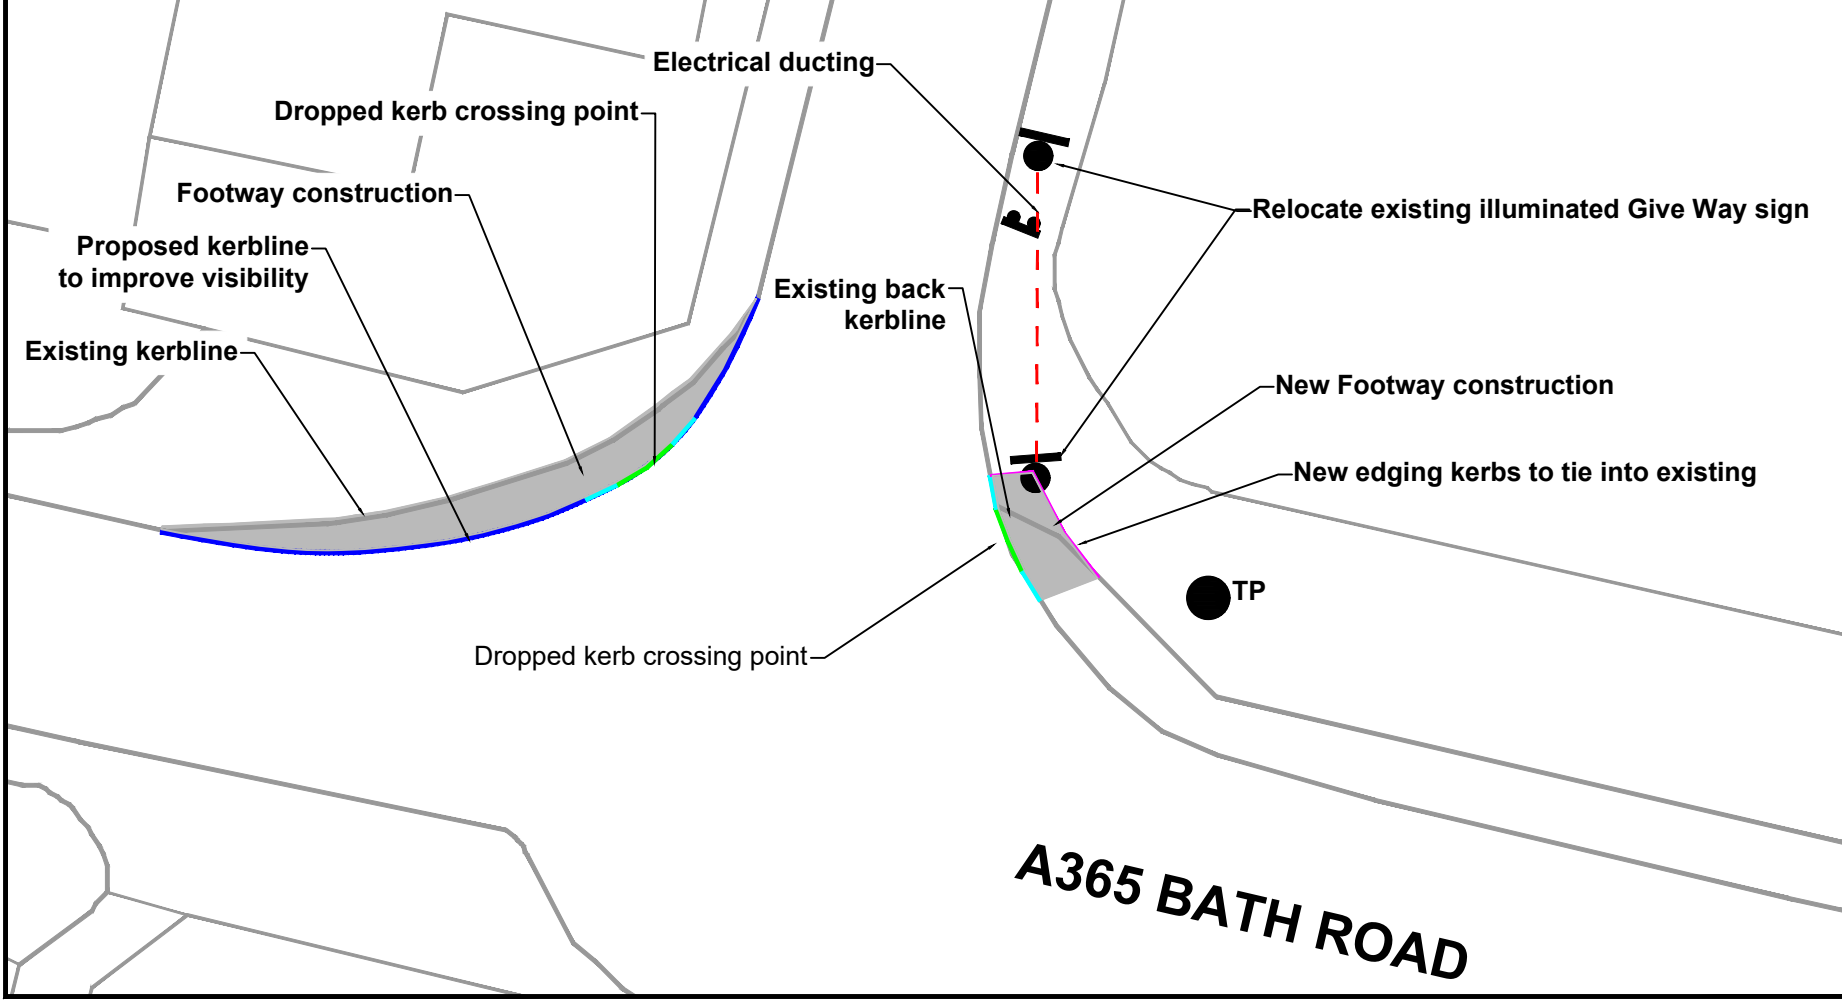 Electrical ducting
Dropped kerb crossing point
Footway construction
Relocate existing illuminated Give Way sign
Proposed kerbline
to improve visibility
Existing back
kerbline
Existing kerbline
New Footway construction
New edging kerbs to tie into existing
TP
Dropped kerb crossing point
A365 BATH ROAD